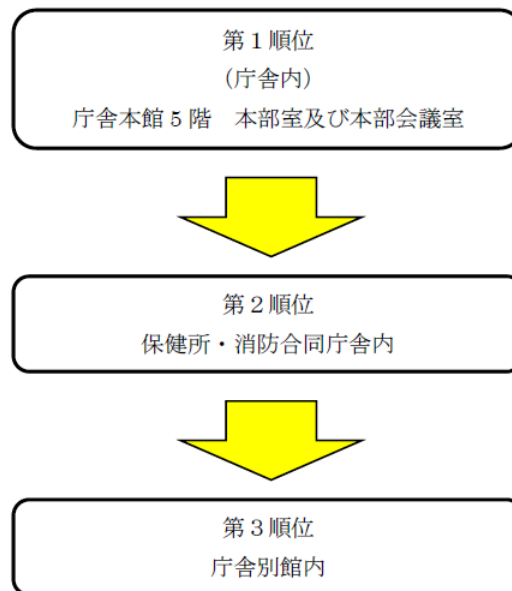 第１順位
（庁舎内）
庁舎本館５階　本部室及び本部会議室
第２順位
保健所・消防合同庁舎内
第３順位
庁舎別館内